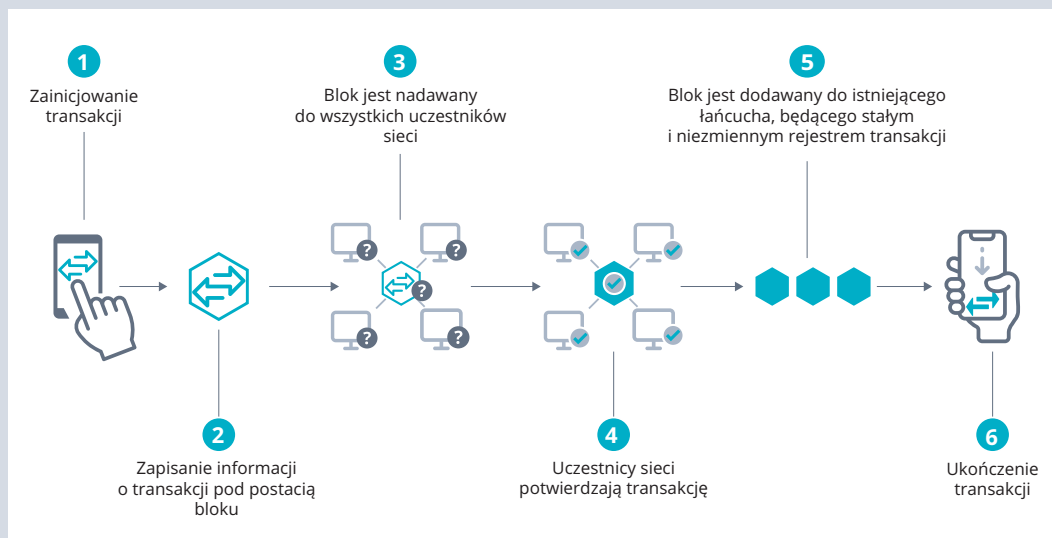 1
Zainicjowanie
transakcji
2
Zapisanie informacji
o transakcji pod postacią
bloku
3
Blok jest nadawany
do wszystkich uczestników
sieci
?
?
?
?
?
4
Uczestnicy sieci
potwierdzają transakcję
5
Blok jest dodawany do istniejącego
łańcucha, będącego stałym
i niezmiennym rejestrem transakcji
6
Ukończenie
transakcji